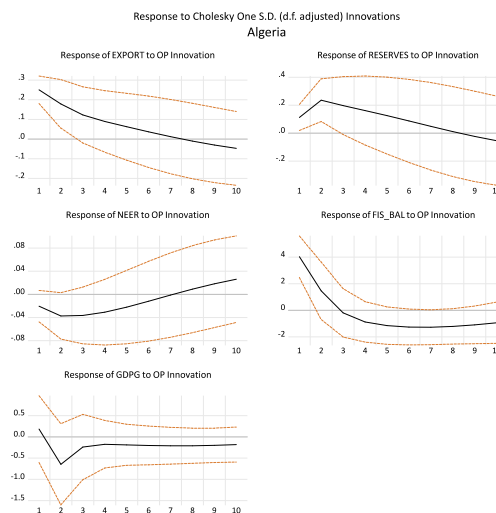 Response to Cholesky One S.D. (d.f. adjusted) Innovations
Algeria
Response of EXPORT to OP Innovation
.3
.2
.1
.0
-.1
-.2
1 2 3 4 5 6 7 8 9 10
Response of RESERVES to OP Innovation
.4
.2
.0
-.2
1 2 3 4 5 6 7 8 9 10
Response of NEER to OP Innovation
.08
.04
.00
-.04
-.08
1 2 3 4 5 6 7 8 9 10
Response of FIS_BAL to OP Innovation
4
2
0
-2
1 2 3 4 5 6 7 8 9 10
Response of GDPG to OP Innovation
0.5
0.0
-0.5
-1.0
-1.5
1 2 3 4 5 6 7 8 9 10